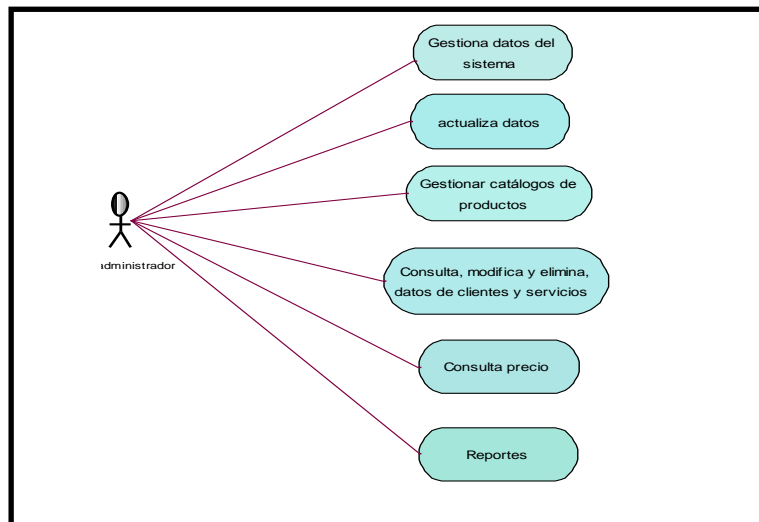 Gestiona datos del
sistema
actualiza datos
Gestionar catálogos de
productos
administrador
Consulta, modifica y elimina,
datos de clientes y servicios
Consulta precio
Reportes